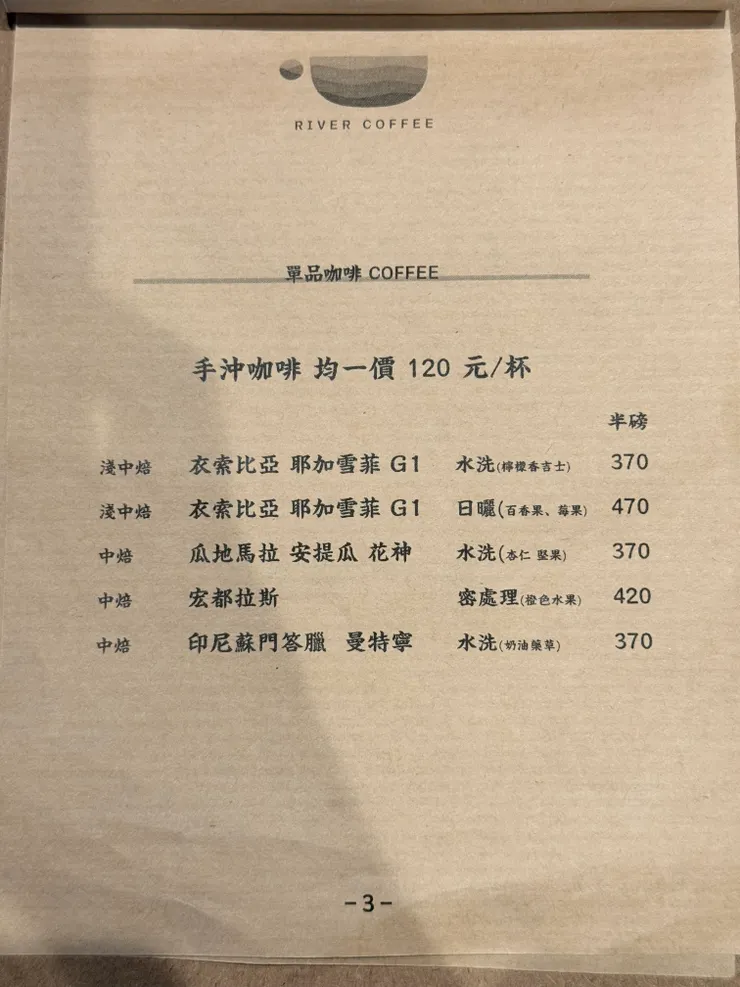 RIVER COFFEE
單品咖啡 COFFEE
手沖咖啡 均一價 120 元/杯
半磅
淺中焙 衣索比亞 耶加雪菲 G1 水洗(檸檬香吉士) 370
淺中焙 衣索比亞 耶加雪菲 G1 日曬(百香果、莓果) 470
中焙 瓜地馬拉 安提瓜 花神 水洗(杏仁 堅果) 370
中焙 宏都拉斯 密處理(橙色水果) 420
中焙 印尼蘇門答臘 曼特寧 水洗(奶油藥草) 370
-3-